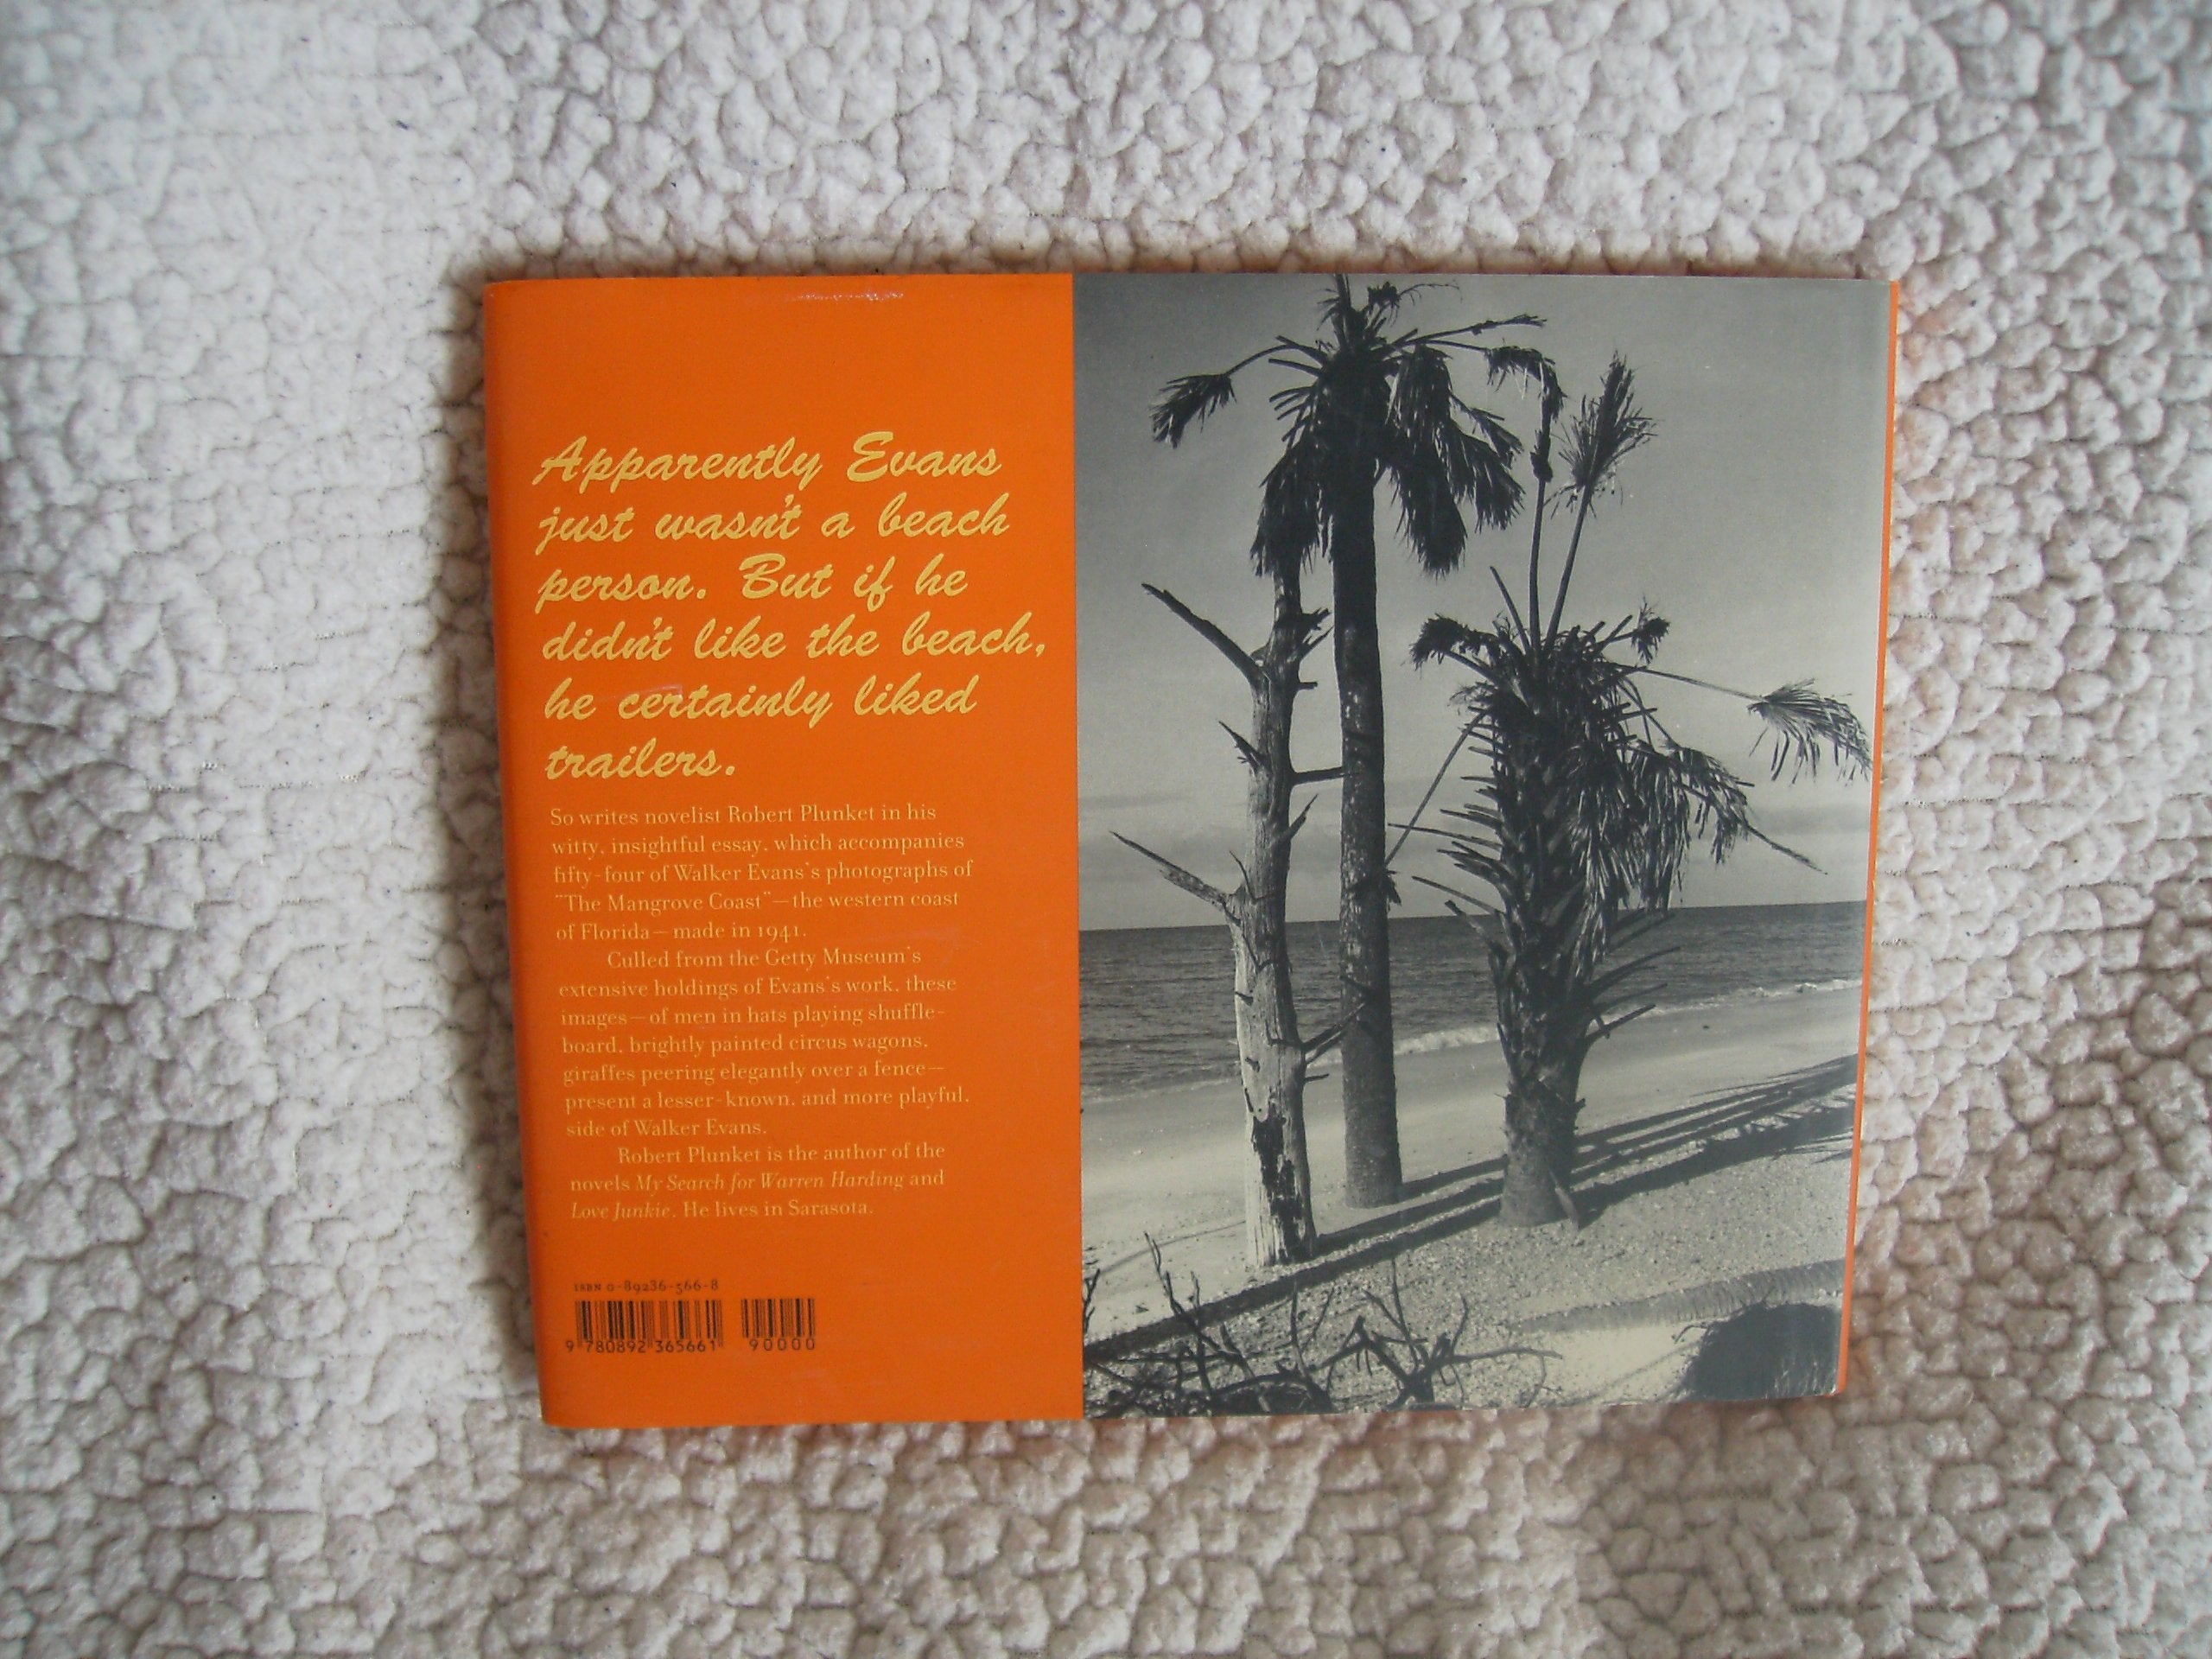 Apparently Evans
just wasn't a beach
person. But if he
didn't like the beach,
he certainly liked
trailers.
So writes novelist Robert Plunket in his
witty, insightful essay, which accompanies
fifty-four of Walker Evans's photographs of
"The Mangrove Coast"—the western coast
of Florida—made in 1941.
Culled from the Getty Museum's
extensive holdings of Evans's work, these
images—of men in hats playing shuffle-
board, brightly painted circus wagons,
giraffes peering elegantly over a fence—
present a lesser-known, and more playful,
side of Walker Evans.
Robert Plunket is the author of the
novels My Search for Warren Harding and
Love Junkie. He lives in Sarasota.
ISBN 0-89236-566-8
9 780892 365661 90000